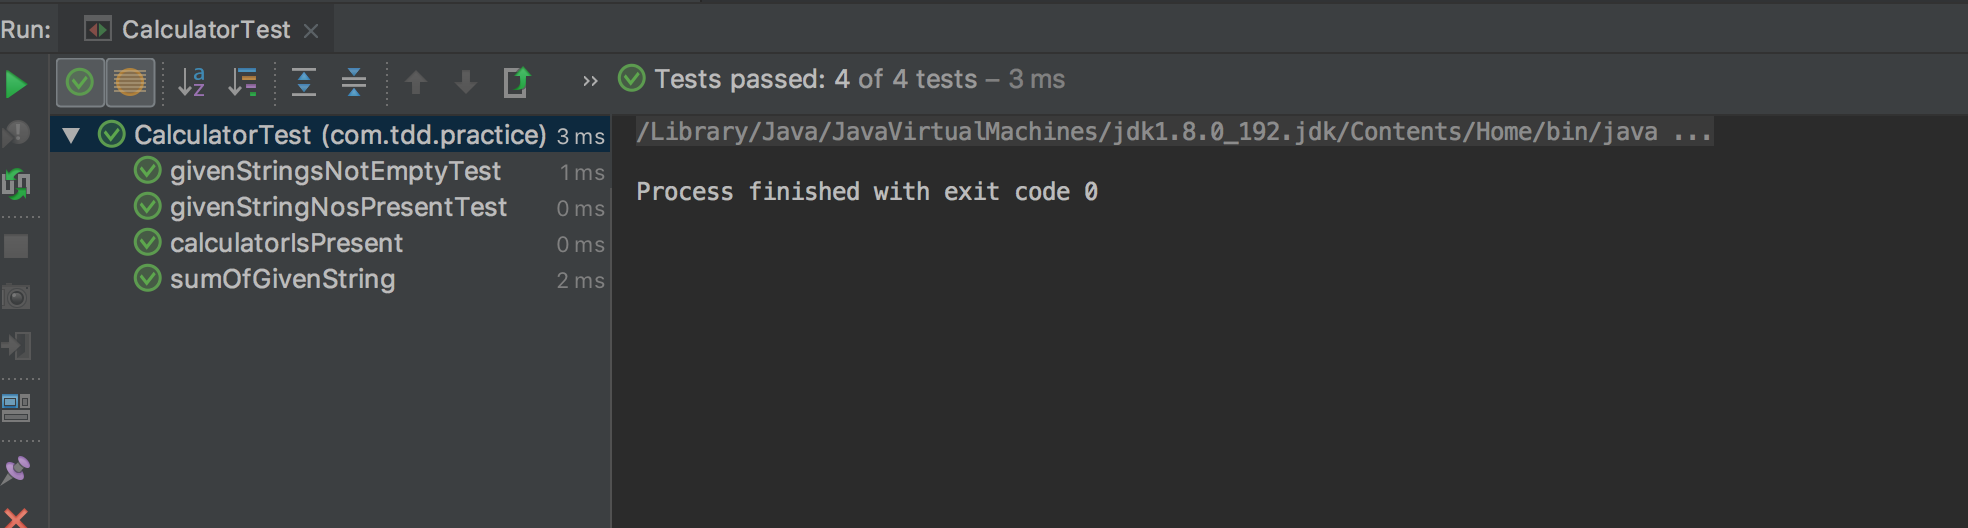 Run: CalculatorTest
Tests passed: 4 of 4 tests – 3 ms
CalculatorTest (com.tdd.practice) 3 ms
givenStringsNotEmptyTest 1 ms
givenStringNosPresentTest 0 ms
calculatorIsPresent 0 ms
sumOfGivenString 2 ms
/Library/Java/JavaVirtualMachines/jdk1.8.0_192.jdk/Contents/Home/bin/java ...
Process finished with exit code 0